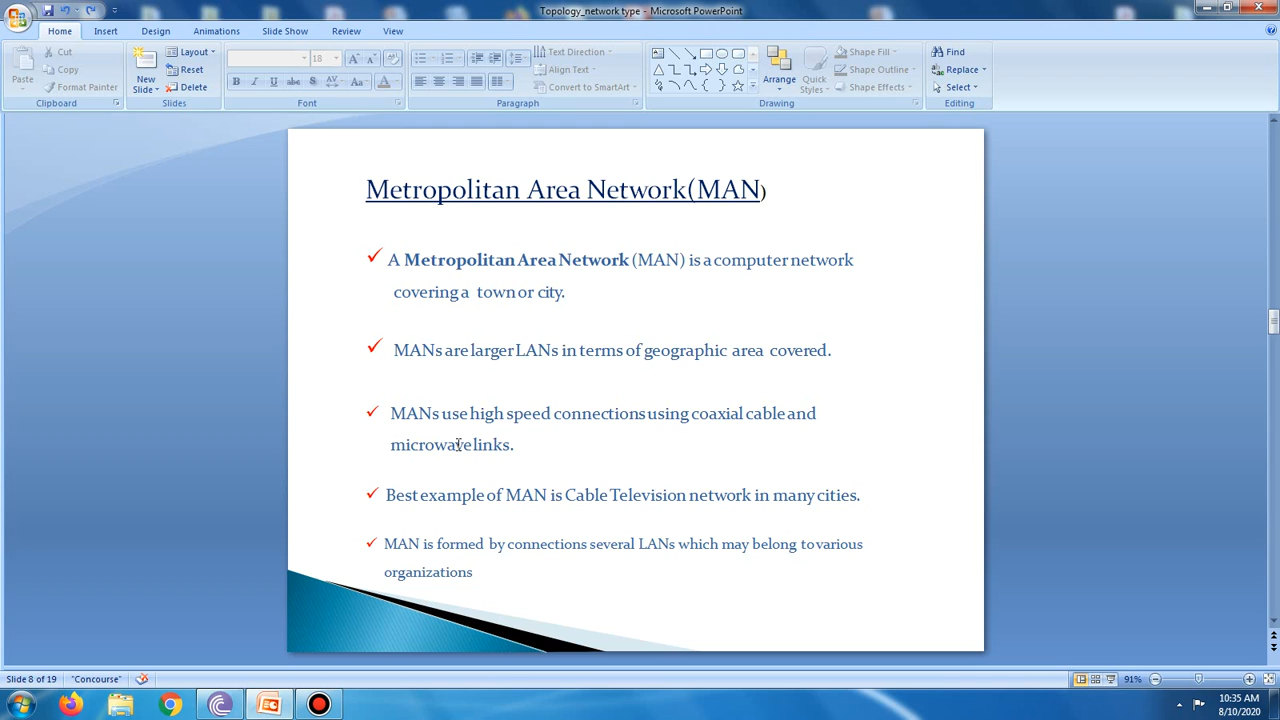 Topology_network type - Microsoft PowerPoint
Home Insert Design Animations Slide Show Review View
Paste
Cut
Copy
Format Painter
Clipboard
New Slide
Layout
Reset
Delete
Slides
18
B I U abc S AV Aa A
Font
Text Direction
Align Text
Convert to SmartArt
Paragraph
Arrange
Quick Styles
Shape Fill
Shape Outline
Shape Effects
Drawing
Find
Replace
Select
Editing
Metropolitan Area Network(MAN)
A Metropolitan Area Network (MAN) is a computer network
covering a town or city.
MANs are larger LANs in terms of geographic area covered.
MANs use high speed connections using coaxial cable and
microwave links.
Best example of MAN is Cable Television network in many cities.
MAN is formed by connections several LANs which may belong to various
organizations
Slide 8 of 19 "Concourse" 91%
10:35 AM
8/10/2020